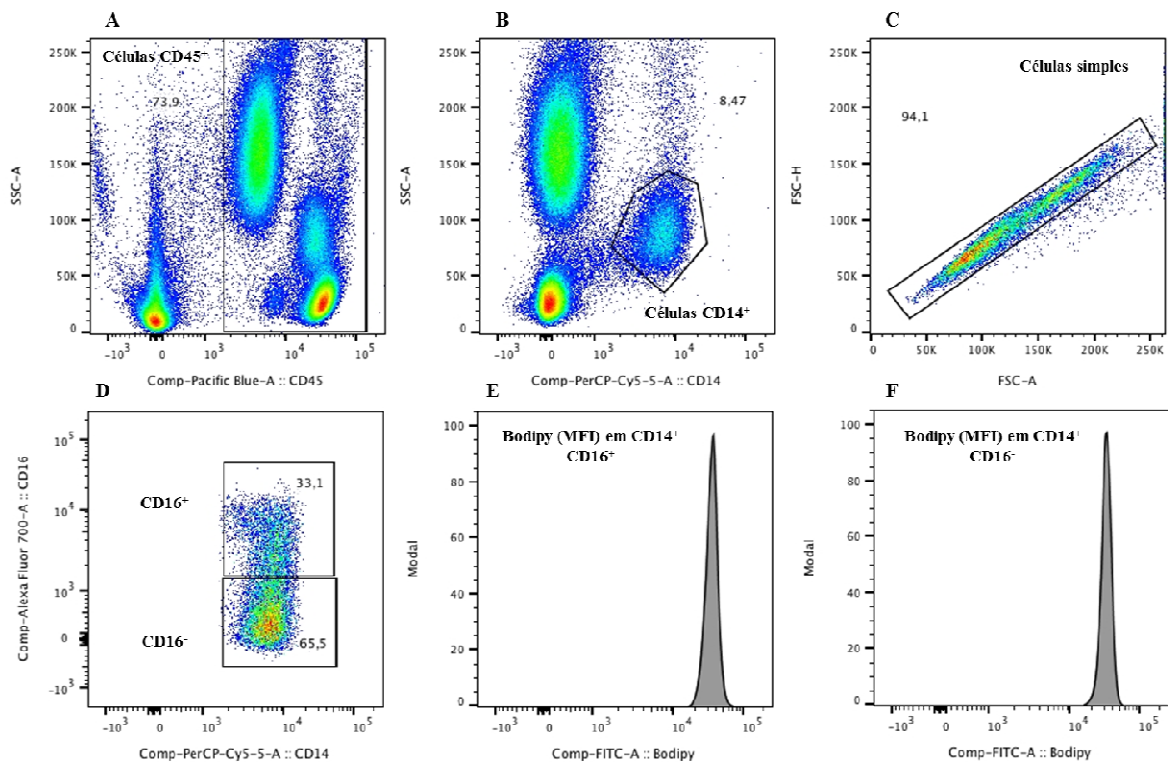 A
Células CD45⁺
73,9
250K
200K
150K
100K
50K
0
SSC-A
-10³ 0 10³ 10⁴ 10⁵
Comp-Pacific Blue-A :: CD45
B
8,47
Células CD14⁺
250K
200K
150K
100K
50K
0
SSC-A
-10³ 0 10³ 10⁴ 10⁵
Comp-PerCP-Cy5-5-A :: CD14
C
Células simples
94,1
250K
200K
150K
100K
50K
0
FSC-H
0 50K 100K 150K 200K 250K
FSC-A
D
CD16⁺
33,1
CD16⁻
65,5
10⁵
10⁴
10³
0
-10³
Comp-Alexa Fluor 700-A :: CD16
-10³ 0 10³ 10⁴ 10⁵
Comp-PerCP-Cy5-5-A :: CD14
E
Bodipy (MFI) em CD14⁺
CD16⁺
100
80
60
40
20
0
Modal
-10³ 0 10³ 10⁴ 10⁵
Comp-FITC-A :: Bodipy
F
Bodipy (MFI) em CD14⁺
CD16⁻
100
80
60
40
20
0
Modal
-10³ 0 10³ 10⁴ 10⁵
Comp-FITC-A :: Bodipy